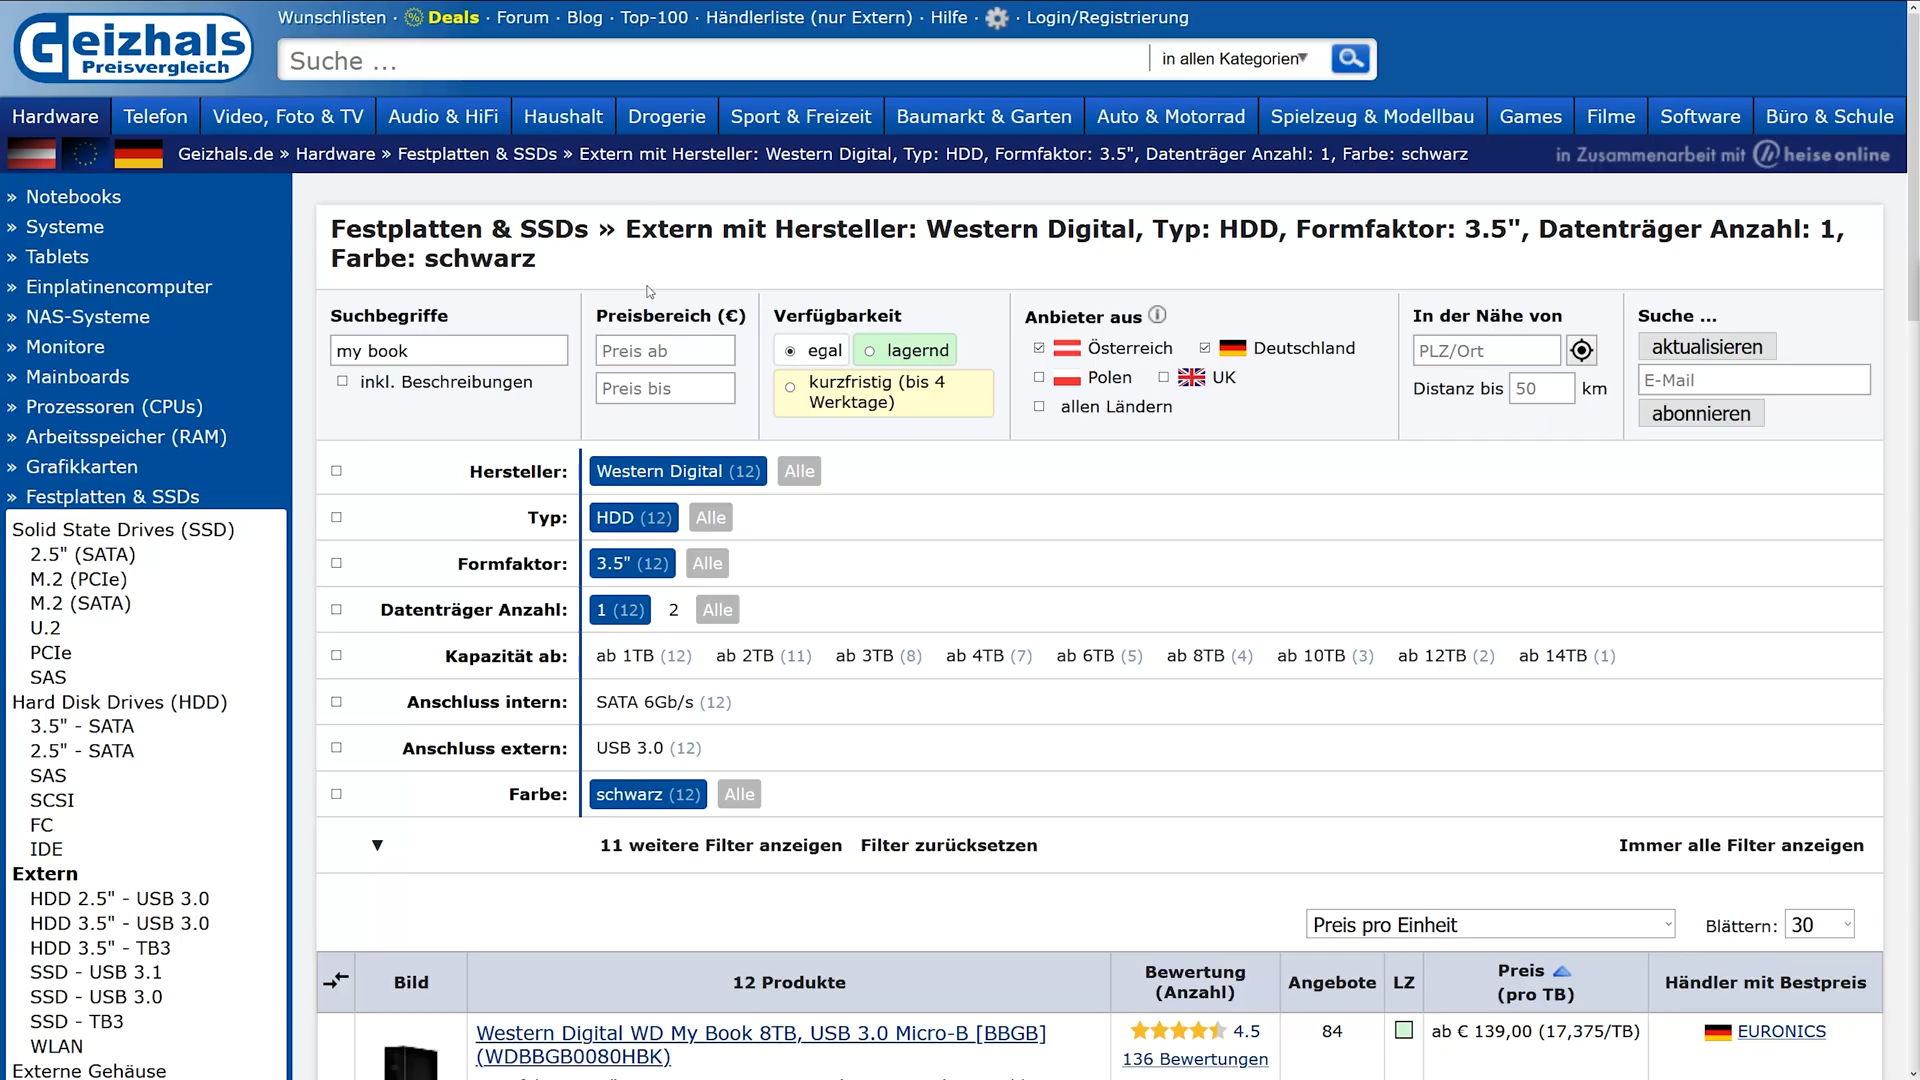 Geizhals
Preisvergleich
Wunschlisten · Deals · Forum · Blog · Top-100 · Händlerliste (nur Extern) · Hilfe · · Login/Registrierung
Suche ... in allen Kategorien
Hardware Telefon Video, Foto & TV Audio & HiFi Haushalt Drogerie Sport & Freizeit Baumarkt & Garten Auto & Motorrad Spielzeug & Modellbau Games Filme Software Büro & Schule
Geizhals.de » Hardware » Festplatten & SSDs » Extern mit Hersteller: Western Digital, Typ: HDD, Formfaktor: 3.5", Datenträger Anzahl: 1, Farbe: schwarz in Zusammenarbeit mit heise online
» Notebooks
» Systeme
» Tablets
» Einplatinencomputer
» NAS-Systeme
» Monitore
» Mainboards
» Prozessoren (CPUs)
» Arbeitsspeicher (RAM)
» Grafikkarten
» Festplatten & SSDs
Solid State Drives (SSD)
2.5" (SATA)
M.2 (PCIe)
M.2 (SATA)
U.2
PCIe
SAS
Hard Disk Drives (HDD)
3.5" - SATA
2.5" - SATA
SAS
SCSI
FC
IDE
Extern
HDD 2.5" - USB 3.0
HDD 3.5" - USB 3.0
HDD 3.5" - TB3
SSD - USB 3.1
SSD - USB 3.0
SSD - TB3
WLAN
Externe Gehäuse
Festplatten & SSDs » Extern mit Hersteller: Western Digital, Typ: HDD, Formfaktor: 3.5", Datenträger Anzahl: 1,
Farbe: schwarz
Suchbegriffe
my book
inkl. Beschreibungen
Preisbereich (€)
Preis ab
Preis bis
Verfügbarkeit
egal lagernd
kurzfristig (bis 4
Werktage)
Anbieter aus
Österreich Deutschland
Polen UK
allen Ländern
In der Nähe von
PLZ/Ort
Distanz bis 50 km
Suche ...
aktualisieren
E-Mail
abonnieren
Hersteller: Western Digital (12) Alle
Typ: HDD (12) Alle
Formfaktor: 3.5" (12) Alle
Datenträger Anzahl: 1 (12) 2 Alle
Kapazität ab: ab 1TB (12) ab 2TB (11) ab 3TB (8) ab 4TB (7) ab 6TB (5) ab 8TB (4) ab 10TB (3) ab 12TB (2) ab 14TB (1)
Anschluss intern: SATA 6Gb/s (12)
Anschluss extern: USB 3.0 (12)
Farbe: schwarz (12) Alle
11 weitere Filter anzeigen Filter zurücksetzen Immer alle Filter anzeigen
Preis pro Einheit Blättern: 30
Bild 12 Produkte Bewertung (Anzahl) Angebote LZ Preis (pro TB) Händler mit Bestpreis
Western Digital WD My Book 8TB, USB 3.0 Micro-B [BBGB] 4.5 84 ab € 139,00 (17,375/TB) EURONICS
(WDBBGB0080HBK) 136 Bewertungen